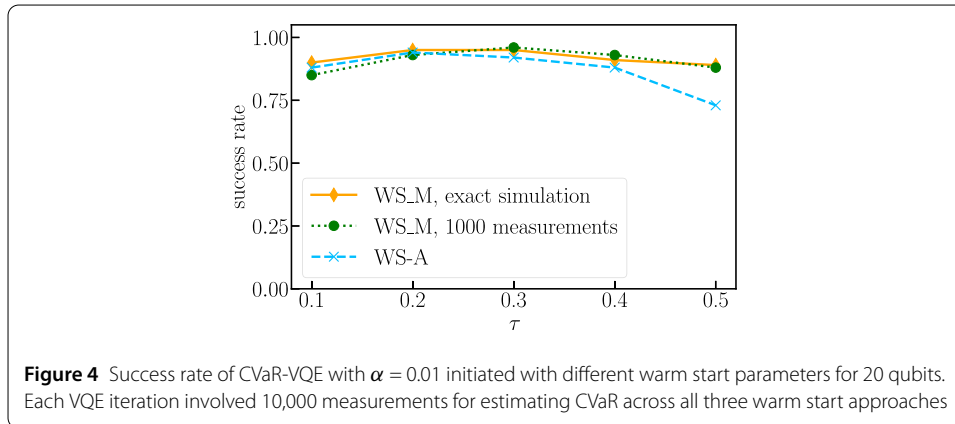 1.00
0.75
0.50
0.25
0.00
success rate
WS_M, exact simulation
WS_M, 1000 measurements
WS-A
0.1 0.2 0.3 0.4 0.5
τ
Figure 4 Success rate of CVaR-VQE with α = 0.01 initiated with different warm start parameters for 20 qubits.
Each VQE iteration involved 10,000 measurements for estimating CVaR across all three warm start approaches